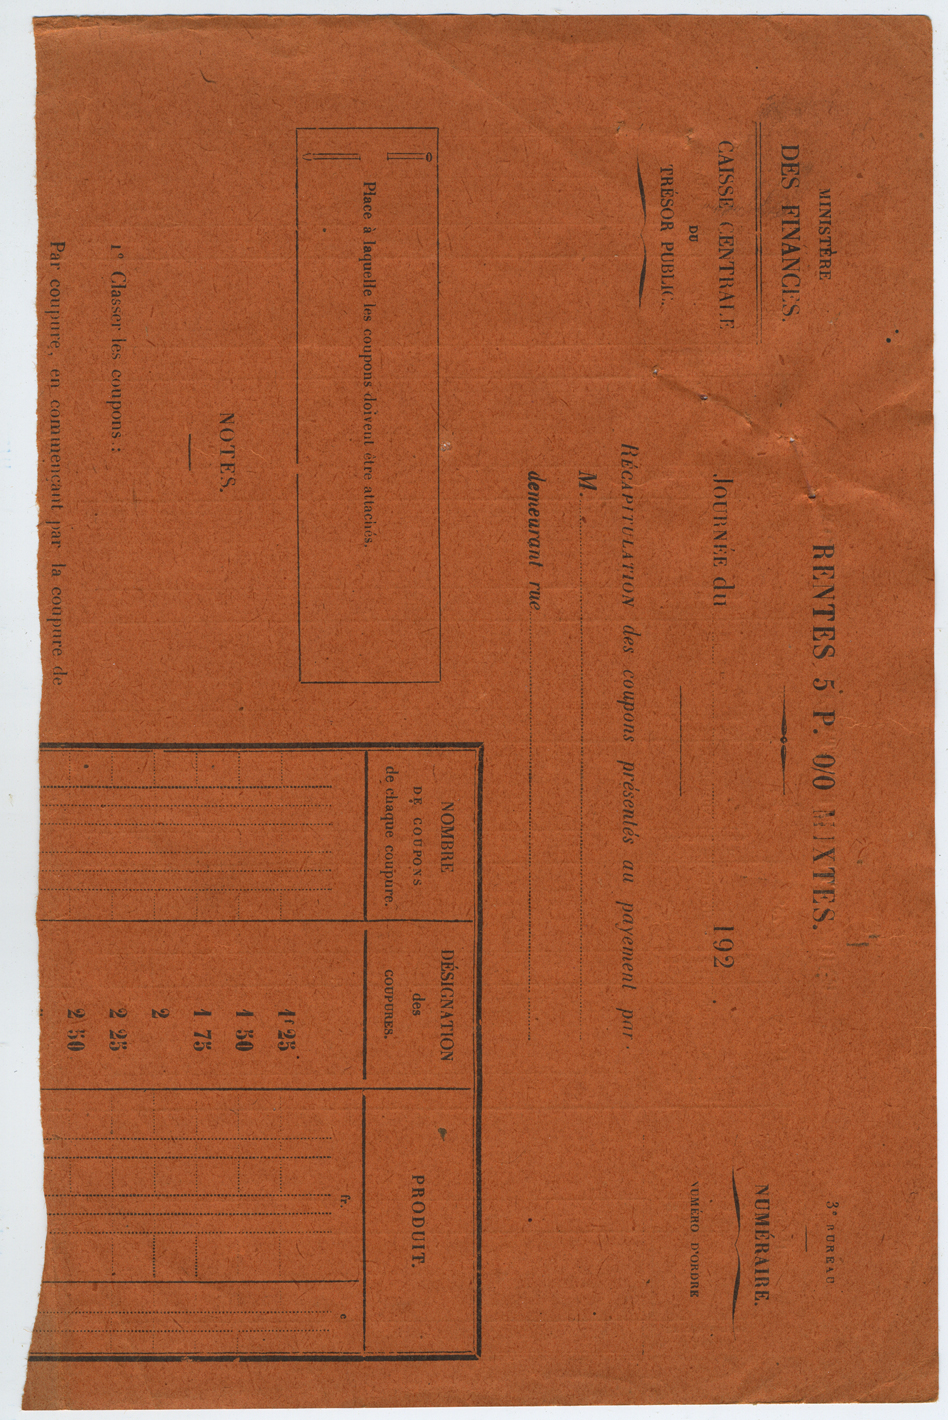 MINISTÈRE
DES FINANCES.
CAISSE CENTRALE
DU
TRÉSOR PUBLIC.
RENTES 5 P. 0/0 MIXTES.
JOURNÉE du 192
3e BUREAU
NUMÉRAIRE.
NUMÉRO D'ORDRE
RÉCAPITULATION des coupons présentés au payement par
M.
demeurant rue
Place à laquelle les coupons doivent être attachés.
NOTES.
1° Classer les coupons :
Par coupure, en commençant par la coupure de
NOMBRE
DE COUPONS
de chaque coupure.
DÉSIGNATION
des
COUPURES.
PRODUIT.
fr. c
1f 25
1 50
1 75
2
2 25
2 50